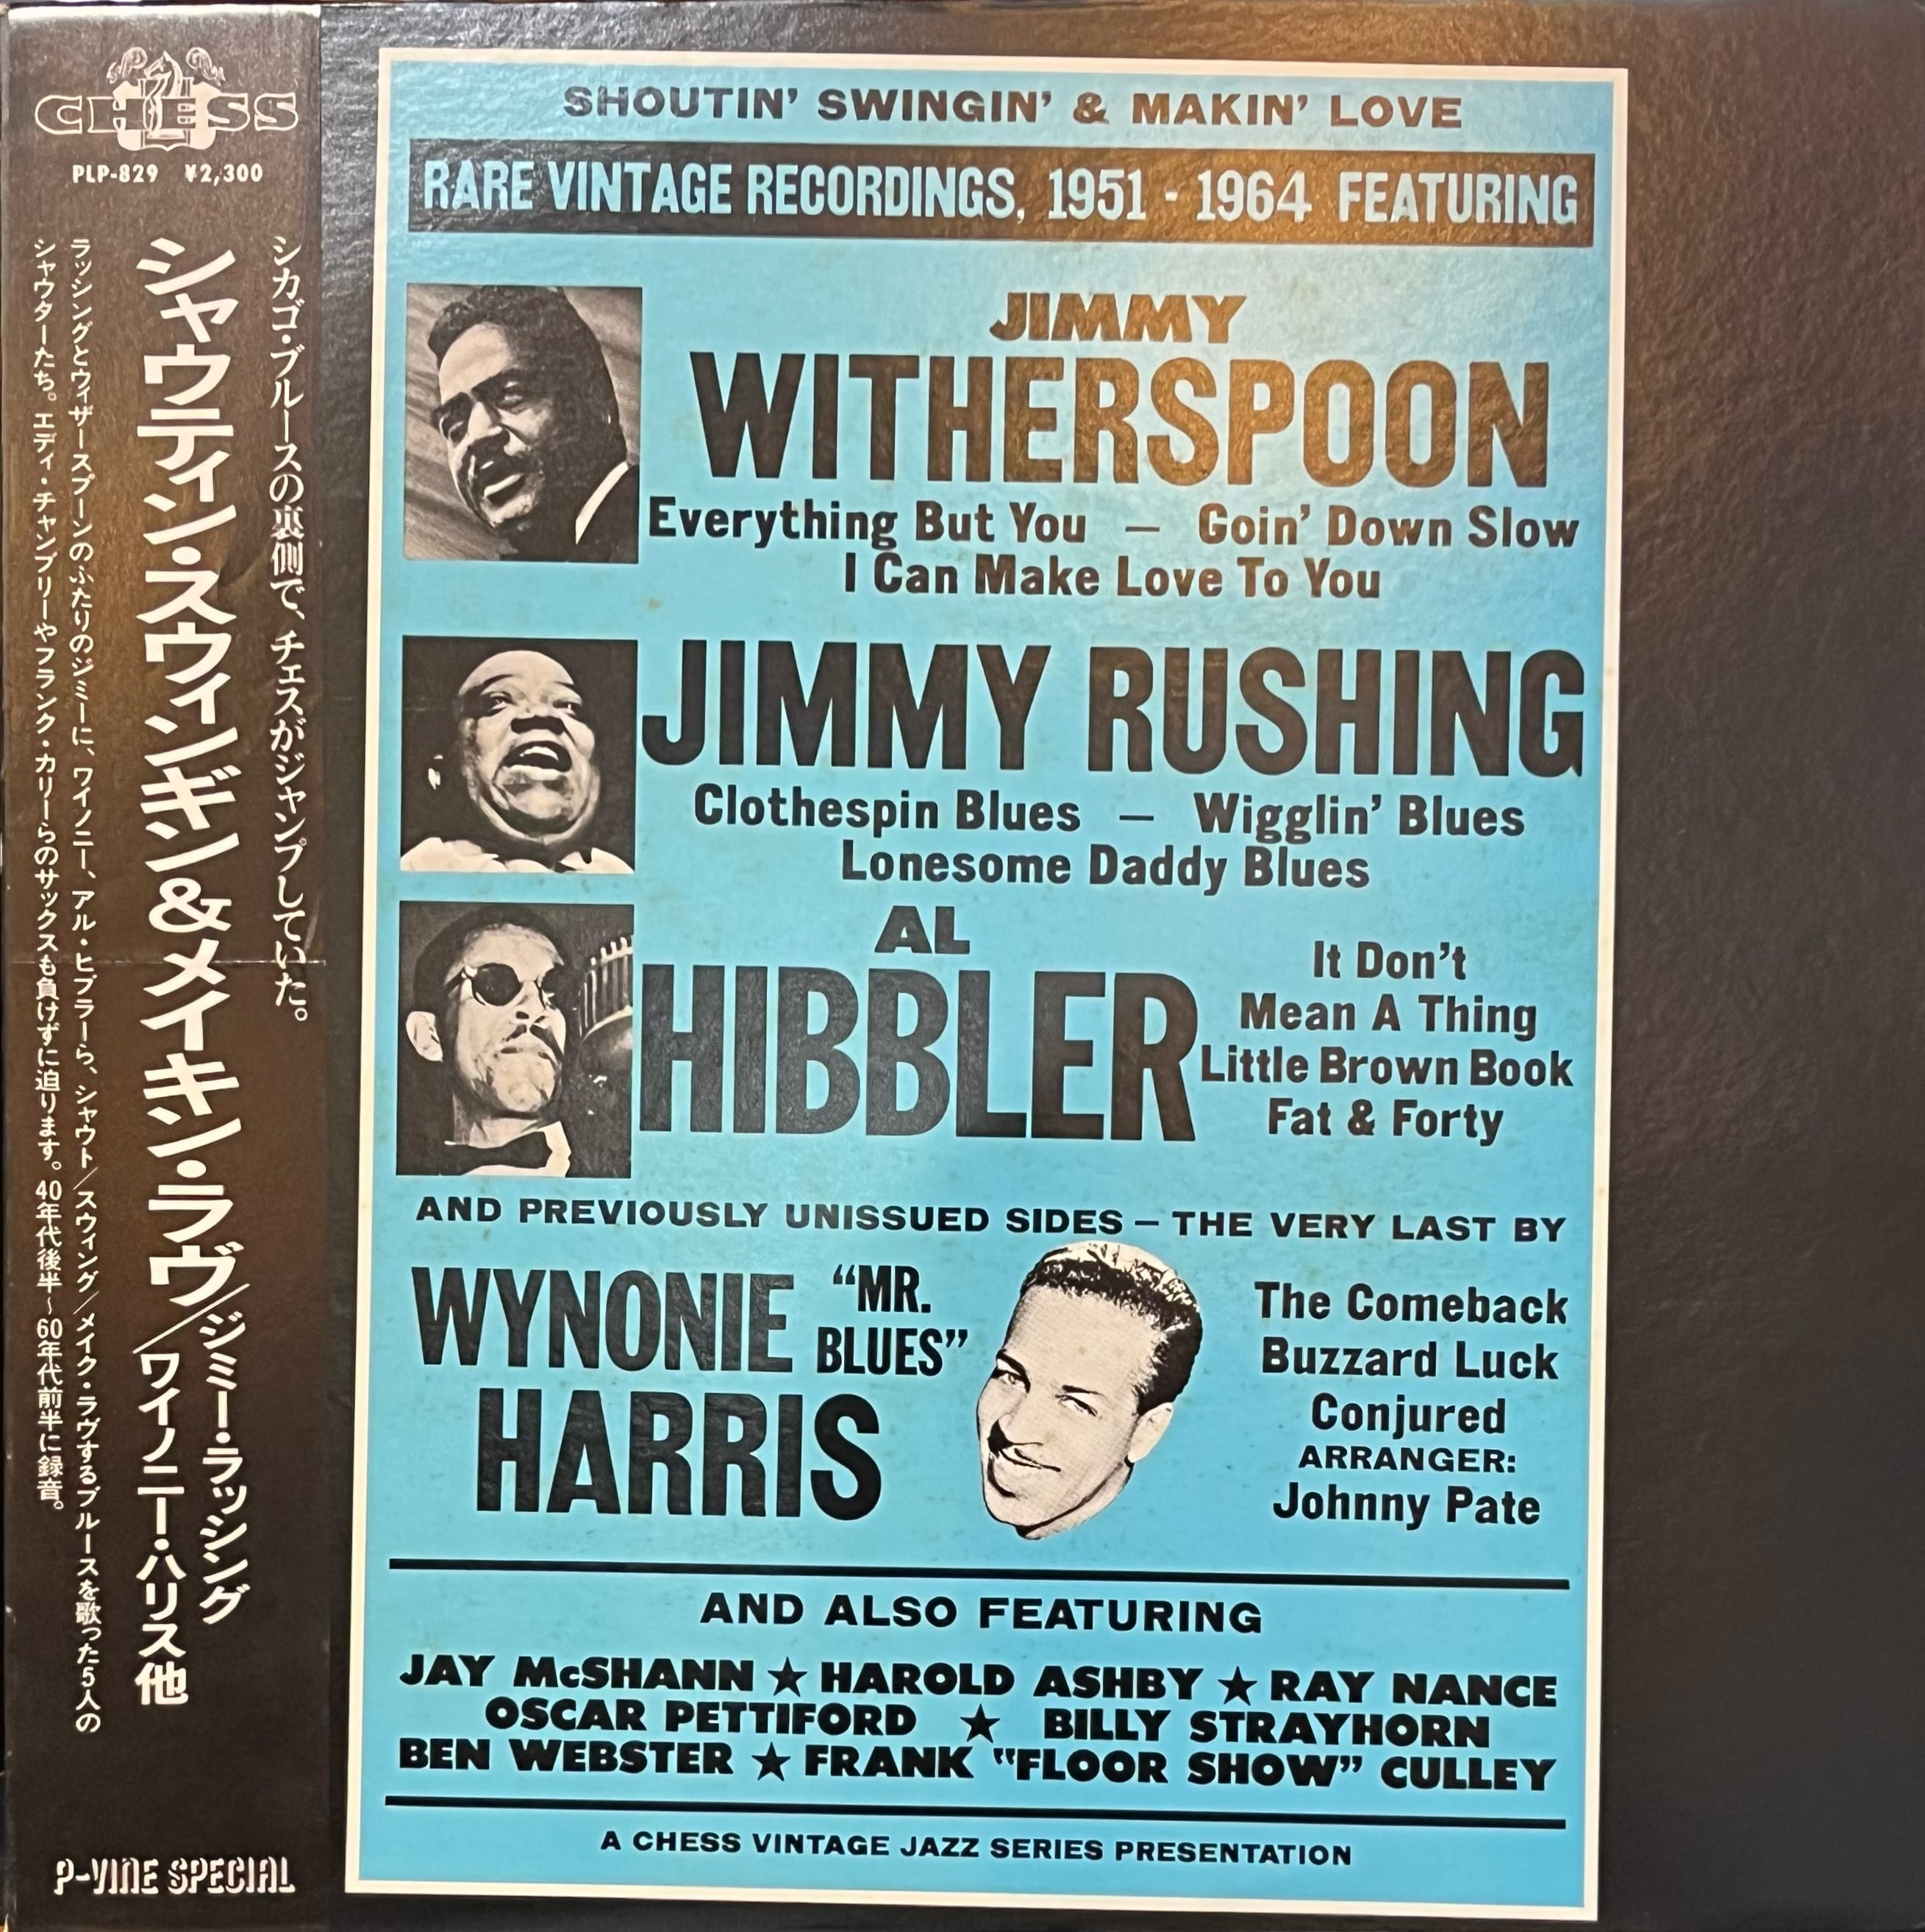 CHESS
PLP-829 ¥2,300
シカゴ・ブルースの裏側で、チェスがジャンプしていた。
シャウティン・スウィンギン&メイキン・ラヴ/ジミー・ラッシング/ワイノニー・ハリス他
ラッシングとウィザースプーンのふたりのジミーに、ワイノニー、アル・ヒブラーら、シャウト/スウィング/メイク・ラヴするブルースを歌った5人の
シャウターたち。エディ・チャンブリーやフランク・カリーらのサックスも負けずに迫ります。40年代後半~60年代前半に録音。
P-VINE SPECIAL
SHOUTIN' SWINGIN' & MAKIN' LOVE
RARE VINTAGE RECORDINGS, 1951 - 1964 FEATURING
JIMMY
WITHERSPOON
Everything But You — Goin' Down Slow
I Can Make Love To You
JIMMY RUSHING
Clothespin Blues — Wigglin' Blues
Lonesome Daddy Blues
AL
HIBBLER
It Don't
Mean A Thing
Little Brown Book
Fat & Forty
AND PREVIOUSLY UNISSUED SIDES — THE VERY LAST BY
WYNONIE "MR.
BLUES"
HARRIS
The Comeback
Buzzard Luck
Conjured
ARRANGER:
Johnny Pate
AND ALSO FEATURING
JAY McSHANN ★ HAROLD ASHBY ★ RAY NANCE
OSCAR PETTIFORD ★ BILLY STRAYHORN
BEN WEBSTER ★ FRANK "FLOOR SHOW" CULLEY
A CHESS VINTAGE JAZZ SERIES PRESENTATION